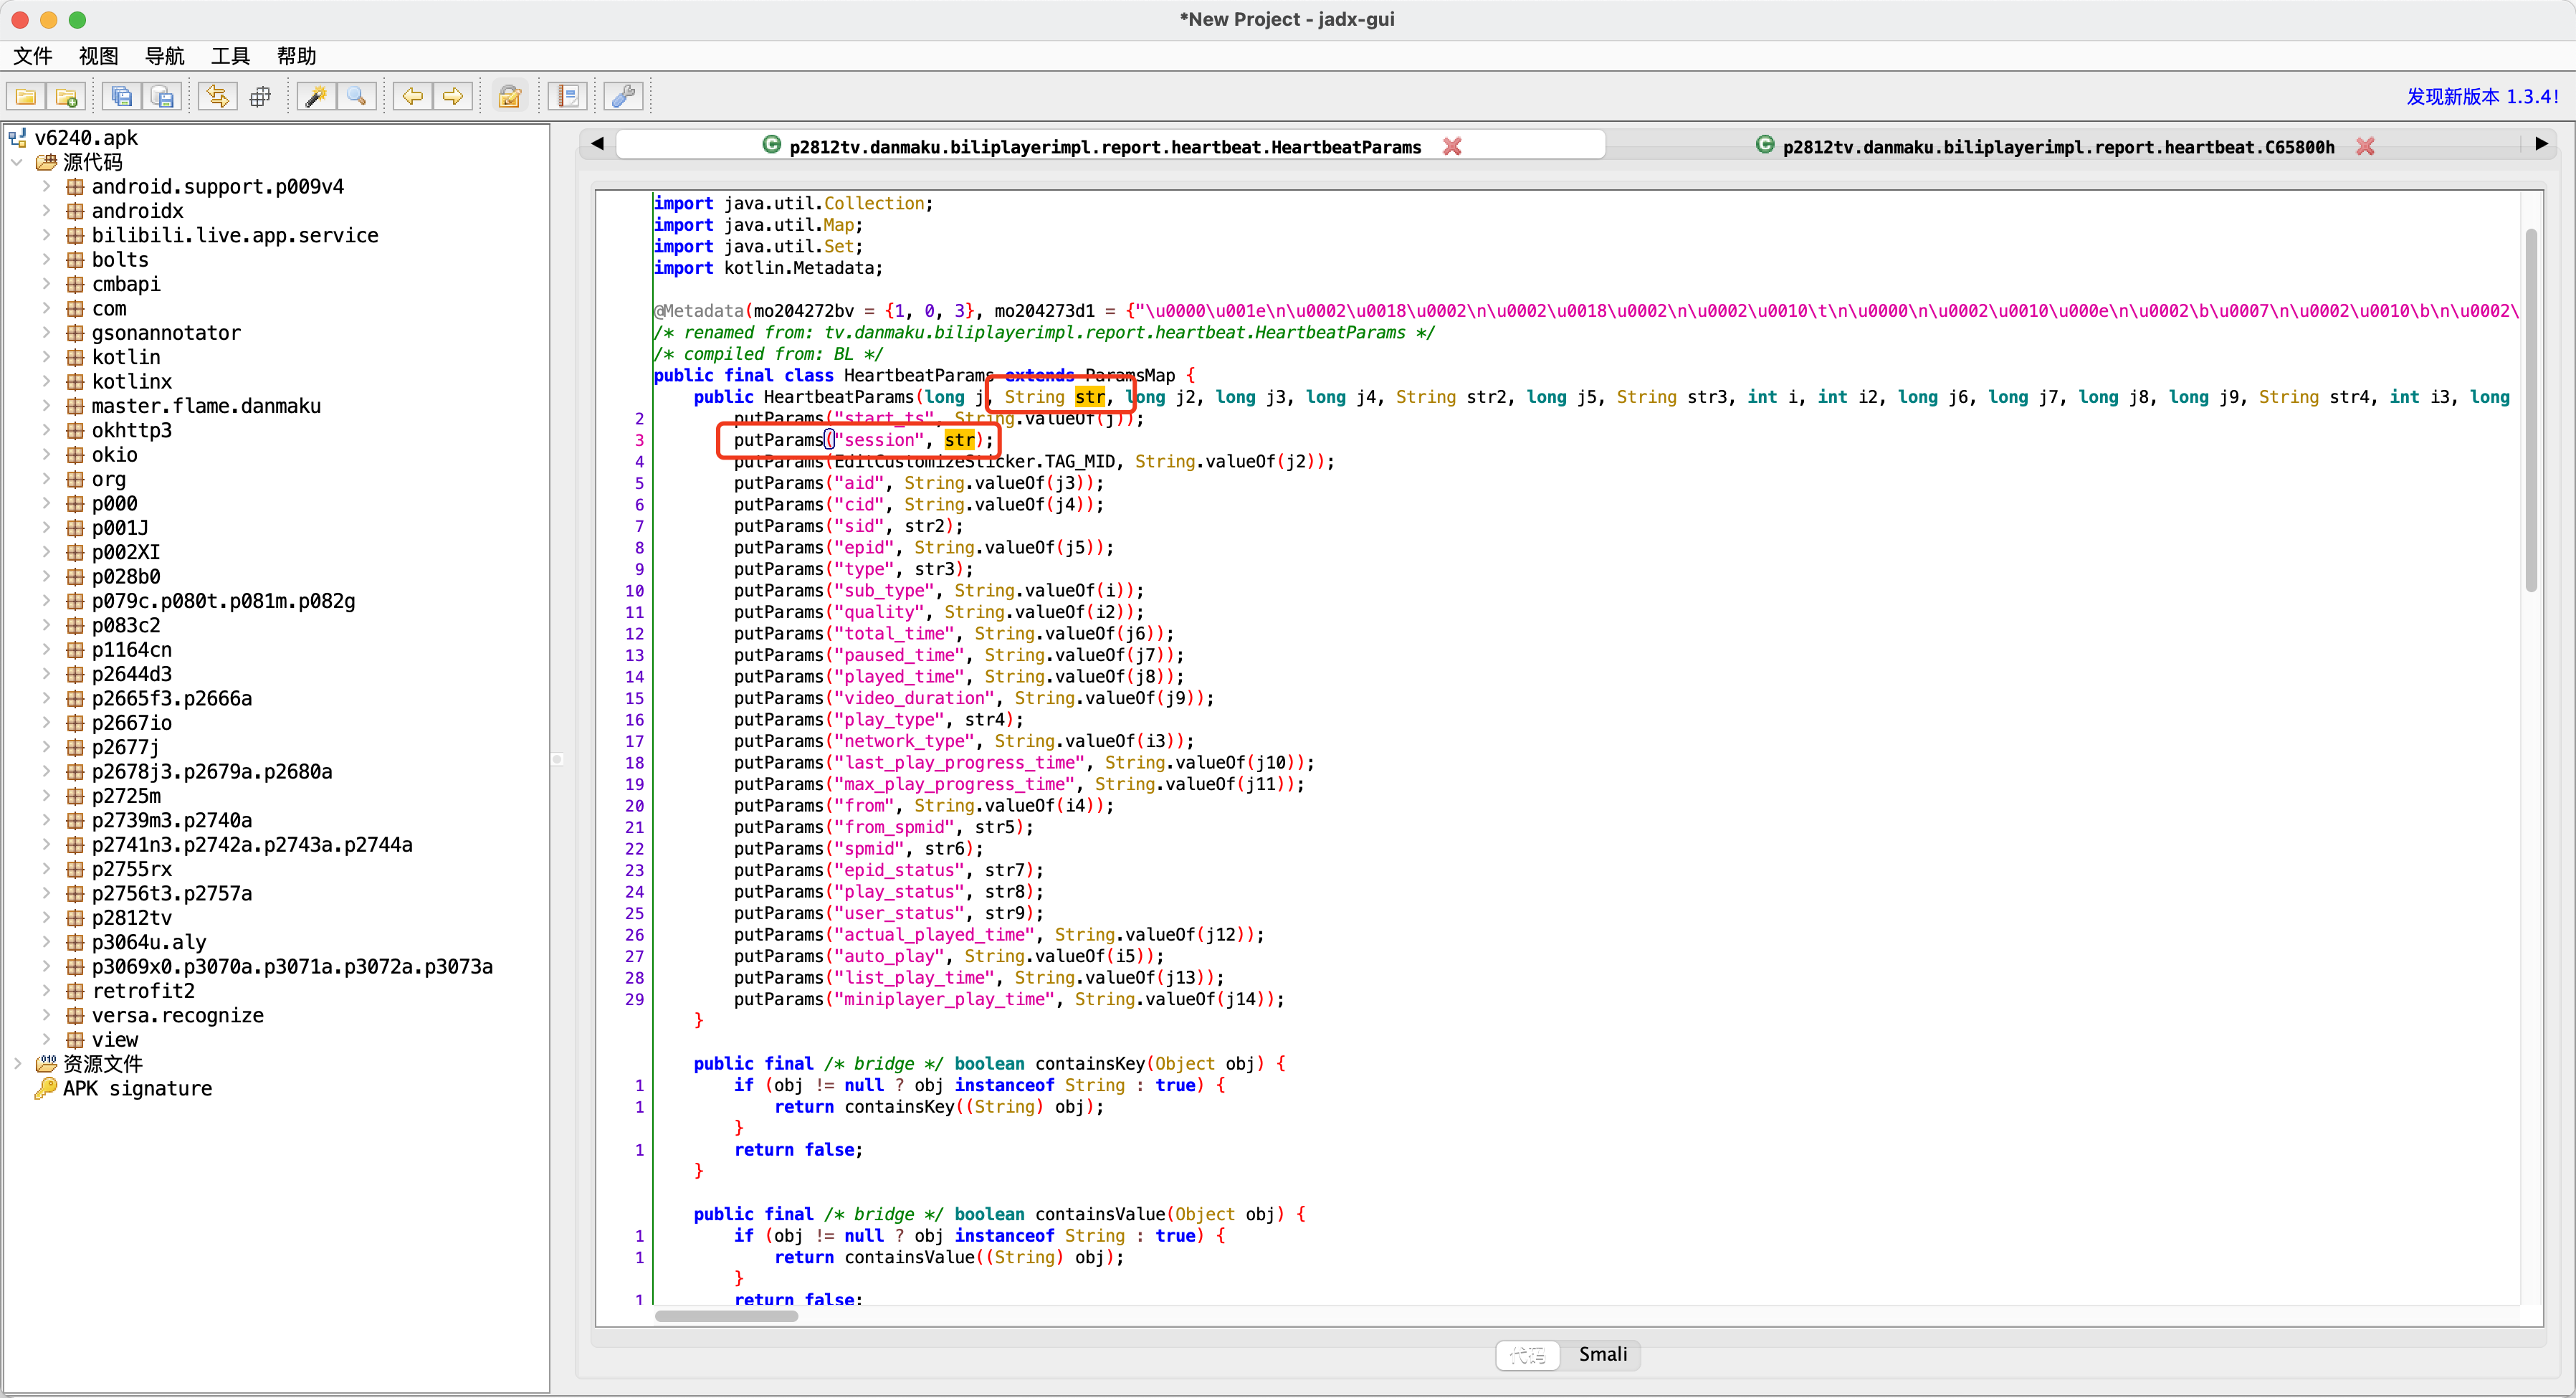 *New Project - jadx-gui
文件 视图 导航 工具 帮助
发现新版本 1.3.4!
v6240.apk
源代码
android.support.p009v4
androidx
bilibili.live.app.service
bolts
cmbapi
com
gsonannotator
kotlin
kotlinx
master.flame.danmaku
okhttp3
okio
org
p000
p001J
p002XI
p028b0
p079c.p080t.p081m.p082g
p083c2
p1164cn
p2644d3
p2665f3.p2666a
p2667io
p2677j
p2678j3.p2679a.p2680a
p2725m
p2739m3.p2740a
p2741n3.p2742a.p2743a.p2744a
p2755rx
p2756t3.p2757a
p2812tv
p3064u.aly
p3069x0.p3070a.p3071a.p3072a.p3073a
retrofit2
versa.recognize
view
资源文件
APK signature
p2812tv.danmaku.biliplayerimpl.report.heartbeat.HeartbeatParams p2812tv.danmaku.biliplayerimpl.report.heartbeat.C65800h
import java.util.Collection;
import java.util.Map;
import java.util.Set;
import kotlin.Metadata;
@Metadata(mo204272bv = {1, 0, 3}, mo204273d1 = {"\u0000\u001e\n\u0002\u0018\u0002\n\u0002\u0018\u0002\n\u0002\u0010\t\n\u0000\n\u0002\u0010\u000e\n\u0002\b\u0007\n\u0002\u0010\b\n\u0002\
/* renamed from: tv.danmaku.biliplayerimpl.report.heartbeat.HeartbeatParams */
/* compiled from: BL */
public final class HeartbeatParams extends ParamsMap {
public HeartbeatParams(long j, String str, long j2, long j3, long j4, String str2, long j5, String str3, int i, int i2, long j6, long j7, long j8, long j9, String str4, int i3, long
2 putParams("start_ts", String.valueOf(j));
3 putParams("session", str);
4 putParams(EditCustomizeSticker.TAG_MID, String.valueOf(j2));
5 putParams("aid", String.valueOf(j3));
6 putParams("cid", String.valueOf(j4));
7 putParams("sid", str2);
8 putParams("epid", String.valueOf(j5));
9 putParams("type", str3);
10 putParams("sub_type", String.valueOf(i));
11 putParams("quality", String.valueOf(i2));
12 putParams("total_time", String.valueOf(j6));
13 putParams("paused_time", String.valueOf(j7));
14 putParams("played_time", String.valueOf(j8));
15 putParams("video_duration", String.valueOf(j9));
16 putParams("play_type", str4);
17 putParams("network_type", String.valueOf(i3));
18 putParams("last_play_progress_time", String.valueOf(j10));
19 putParams("max_play_progress_time", String.valueOf(j11));
20 putParams("from", String.valueOf(i4));
21 putParams("from_spmid", str5);
22 putParams("spmid", str6);
23 putParams("epid_status", str7);
24 putParams("play_status", str8);
25 putParams("user_status", str9);
26 putParams("actual_played_time", String.valueOf(j12));
27 putParams("auto_play", String.valueOf(i5));
28 putParams("list_play_time", String.valueOf(j13));
29 putParams("miniplayer_play_time", String.valueOf(j14));
}
public final /* bridge */ boolean containsKey(Object obj) {
1 if (obj != null ? obj instanceof String : true) {
1 return containsKey((String) obj);
}
1 return false;
}
public final /* bridge */ boolean containsValue(Object obj) {
1 if (obj != null ? obj instanceof String : true) {
1 return containsValue((String) obj);
}
1 return false;
代码 Smali